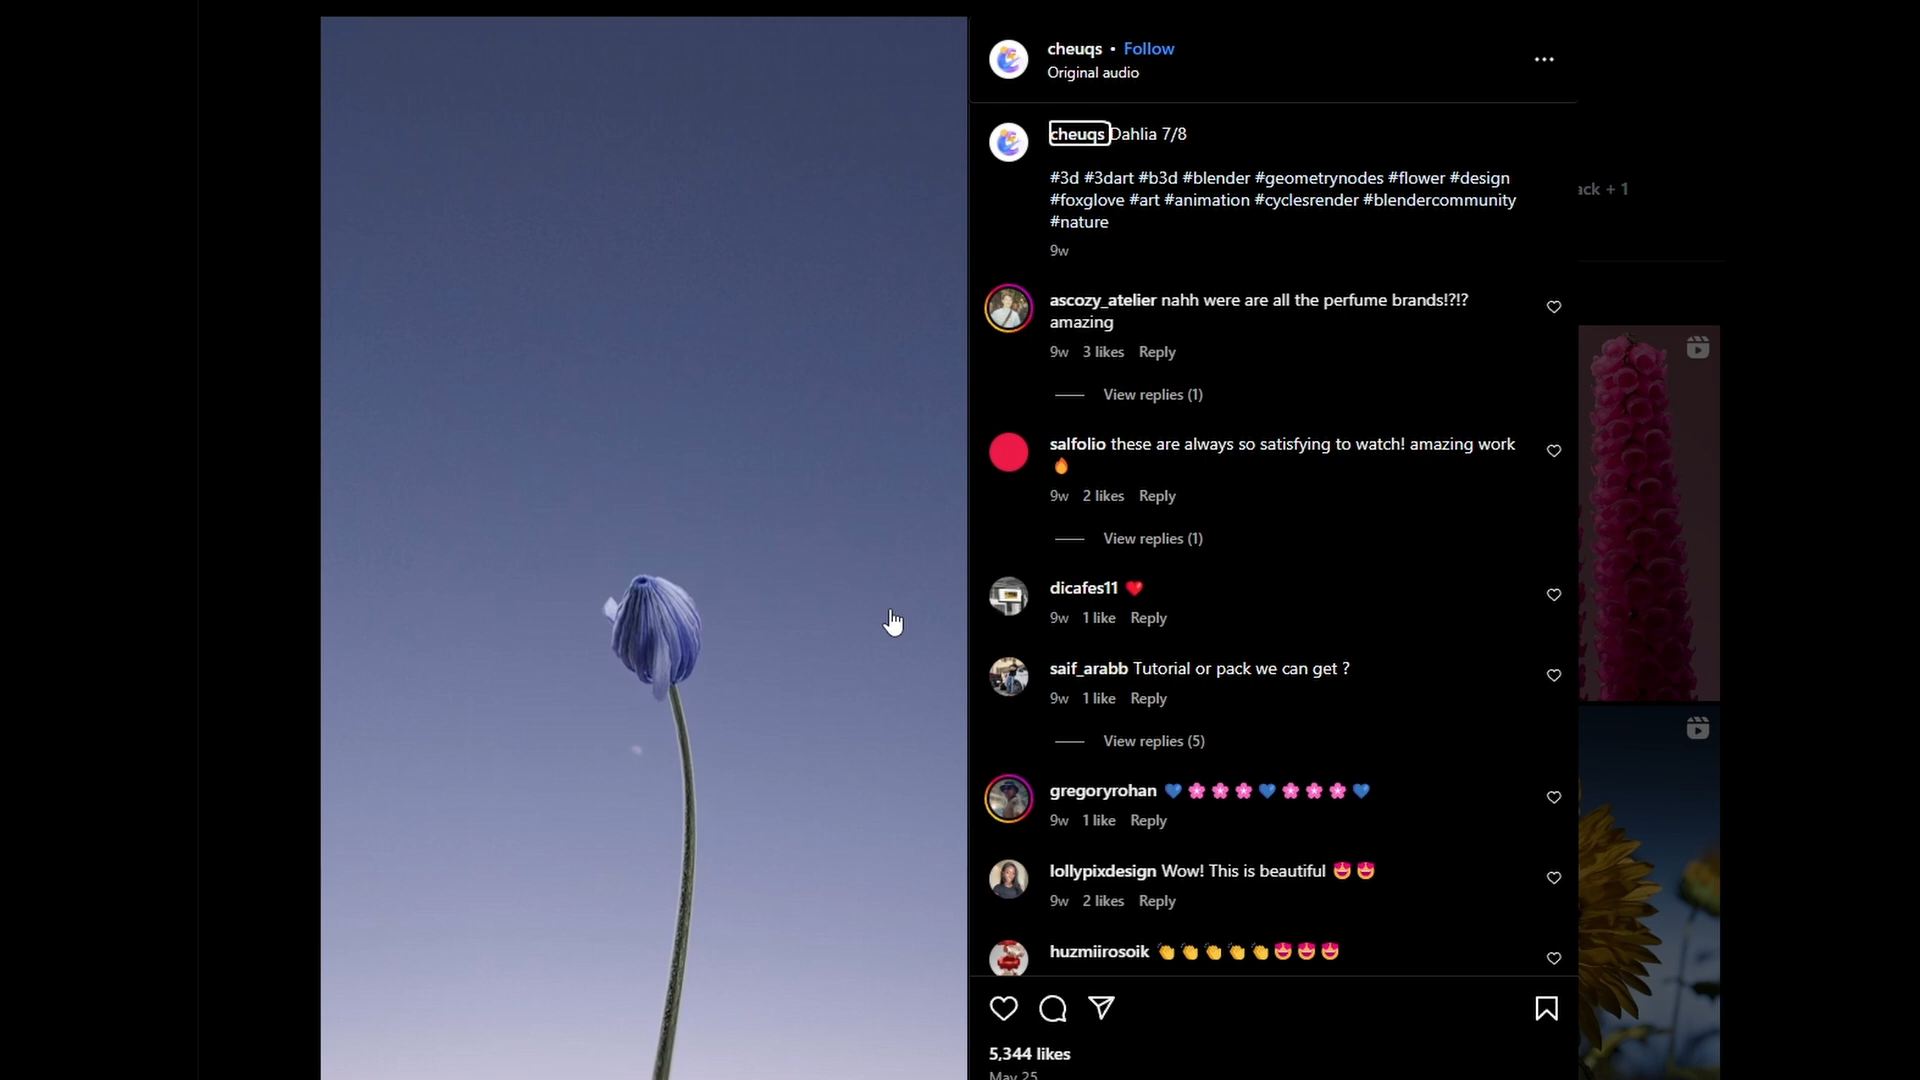 cheuqs • Follow
Original audio
cheuqs Dahlia 7/8
#3d #3dart #b3d #blender #geometrynodes #flower #design
#foxglove #art #animation #cyclesrender #blendercommunity
#nature
9w
ack + 1
ascozy_atelier nahh were are all the perfume brands!?!?
amazing
9w 3 likes Reply
View replies (1)
salfolio these are always so satisfying to watch! amazing work
🔥
9w 2 likes Reply
View replies (1)
dicafes11 ❤️
9w 1 like Reply
saif_arabb Tutorial or pack we can get ?
9w 1 like Reply
View replies (5)
gregoryrohan 💙🌸🌸🌸💙🌸🌸🌸💙
9w 1 like Reply
lollypixdesign Wow! This is beautiful 😍😍
9w 2 likes Reply
huzmiirosoik 👏👏👏👏👏😍😍😍
5,344 likes
May 25